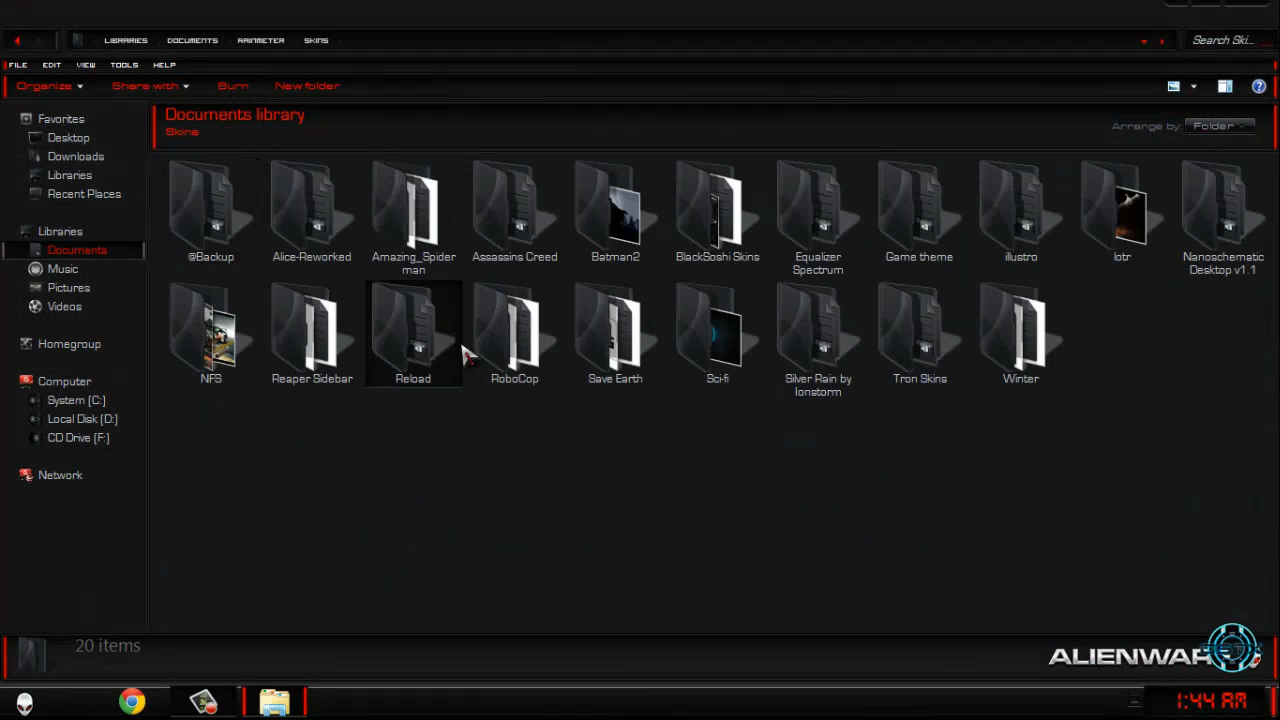 LIBRARIES DOCUMENTS RAINMETER SKINS
Search Ski...
FILE EDIT VIEW TOOLS HELP
Organize Share with Burn New folder
Documents library
Skins
Arrange by: Folder
Favorites
Desktop
Downloads
Libraries
Recent Places
Libraries
Documents
Music
Pictures
Videos
Homegroup
Computer
System (C:)
Local Disk (D:)
CD Drive (F:)
Network
@Backup
Alice-Reworked
Amazing_Spider
man
Assassins Creed
Batman2
BlackSoshi Skins
Equalizer
Spectrum
Game theme
illustro
lotr
Nanoschematic
Desktop v1.1
NFS
Reaper Sidebar
Reload
RoboCop
Save Earth
Sci-fi
Silver Rain by
Ionstorm
Tron Skins
Winter
20 items
ALIENWARE
1:44 AM